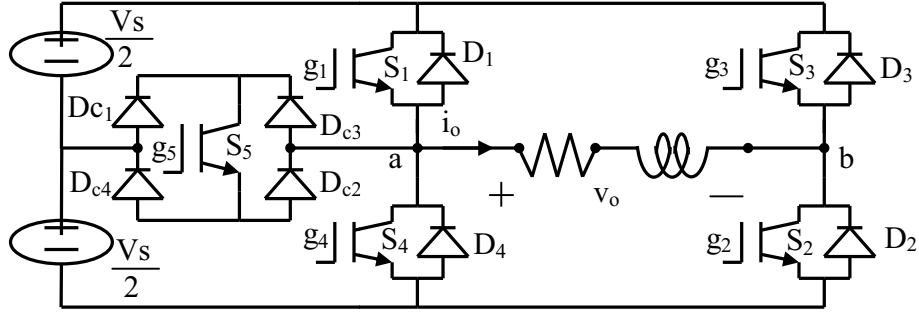 Vs
2
g1
S1
D1
g3
S3
D3
Dc1
g5
S5
Dc3
io
a
b
Dc4
Dc2
+
vo
—
g4
S4
D4
g2
S2
D2
Vs
2